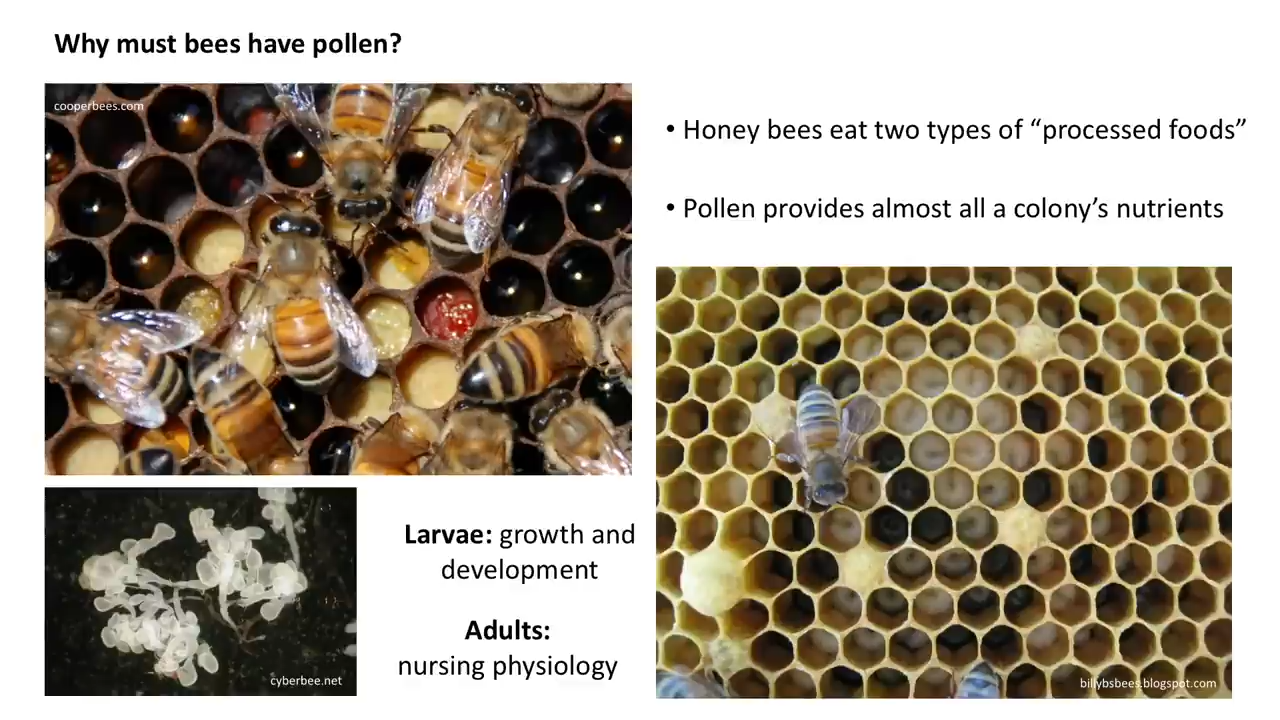 Why must bees have pollen?
cooperbees.com
• Honey bees eat two types of “processed foods”
• Pollen provides almost all a colony’s nutrients
Larvae: growth and
development
Adults:
nursing physiology
cyberbee.net
billybsbees.blogspot.com